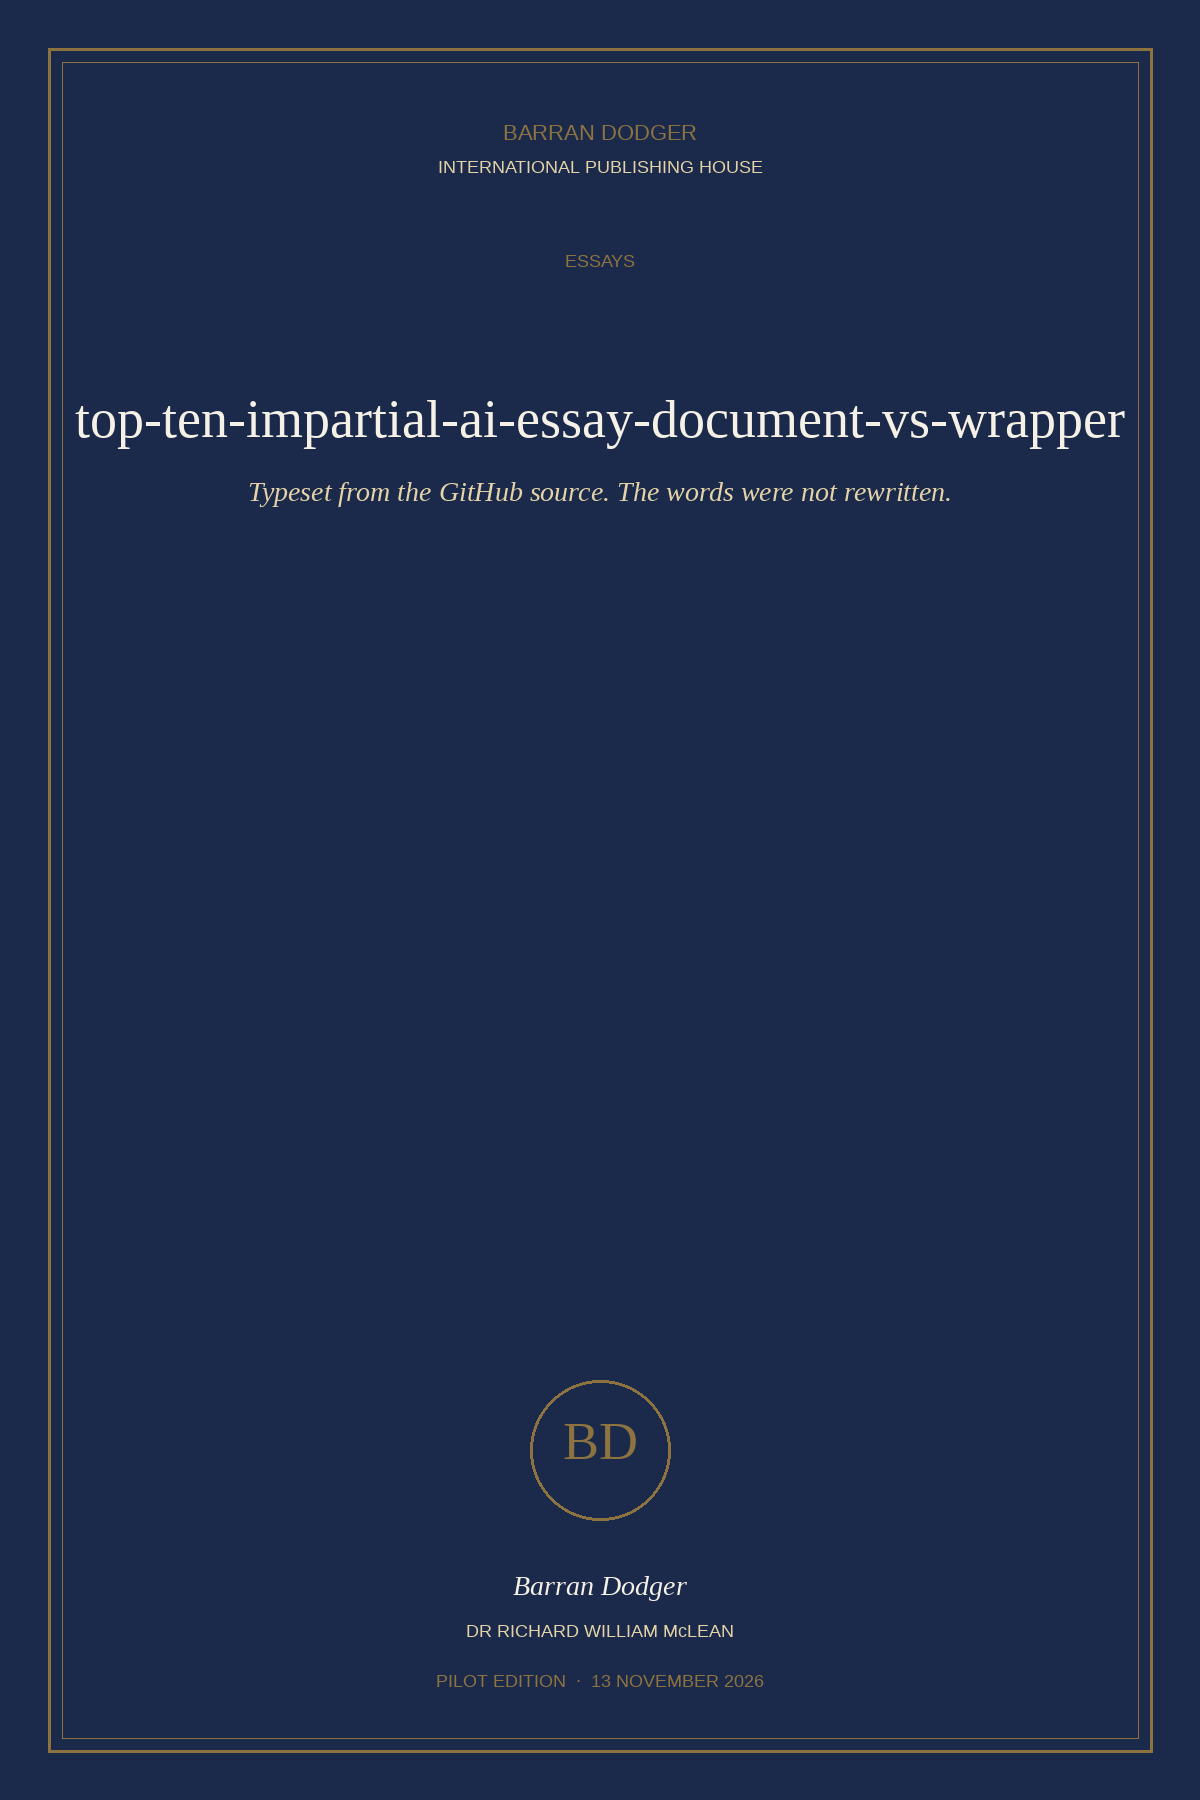 BARRAN DODGER
INTERNATIONAL PUBLISHING HOUSE
ESSAYS
top-ten-impartial-ai-essay-document-vs-wrapper
Typeset from the GitHub source. The words were not rewritten.
BD
Barran Dodger
DR RICHARD WILLIAM McLEAN
PILOT EDITION · 13 NOVEMBER 2026